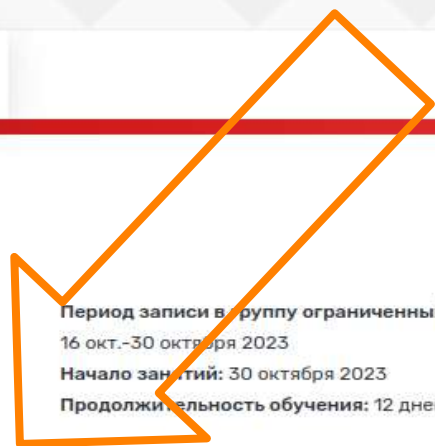 Период записи в группу ограниченны
16 окт.-30 октября 2023
Начало занятий: 30 октября 2023
Продолжительность обучения: 12 дне